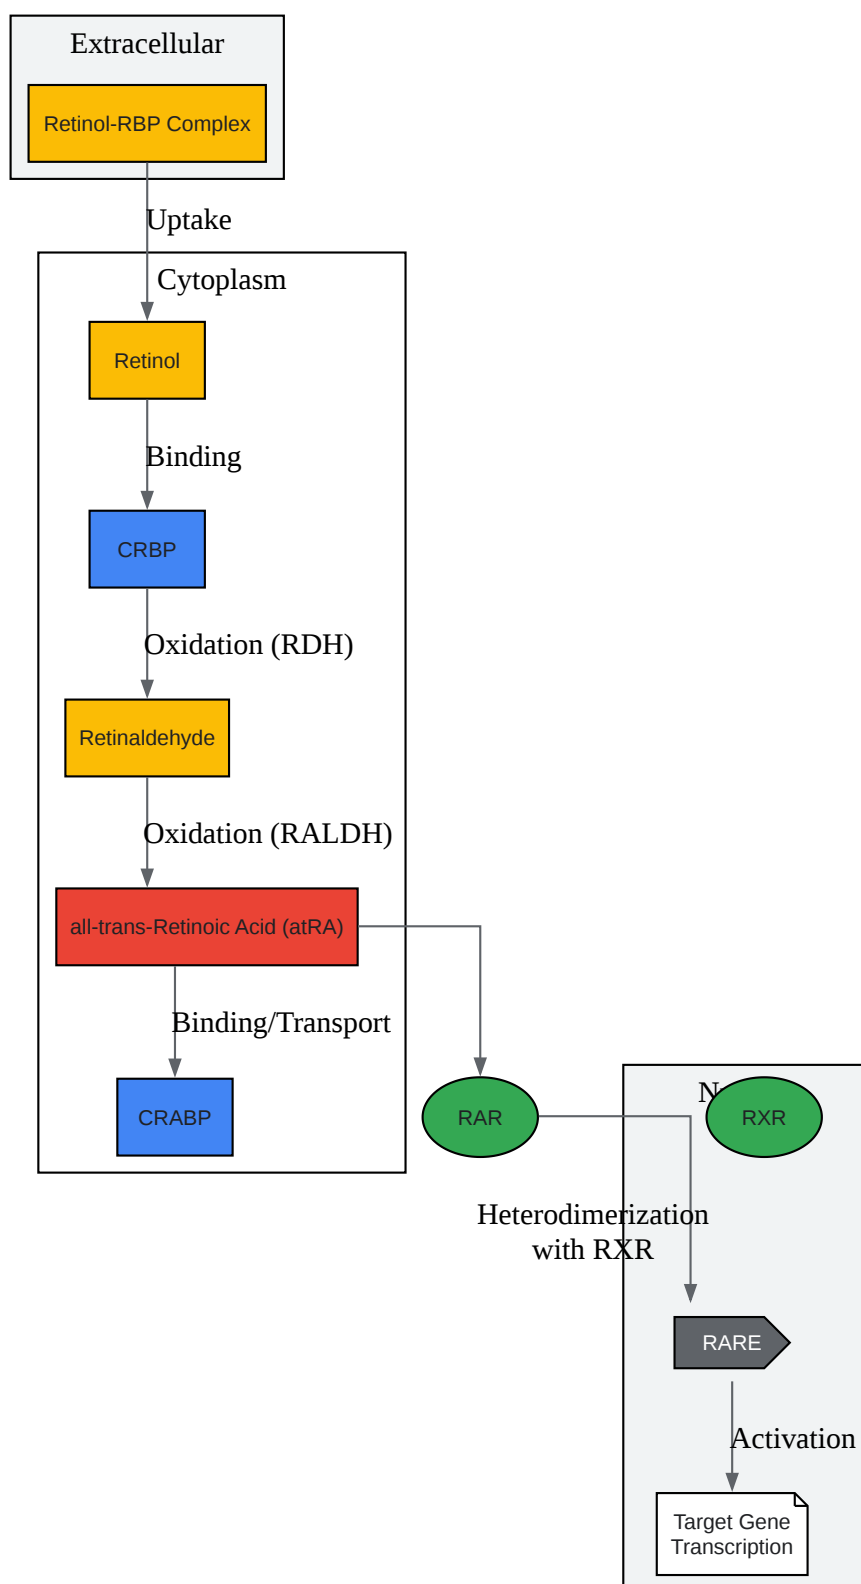 Extracellular
Retinol-RBP Complex
Uptake
Cytoplasm
Retinol
Binding
CRBP
Oxidation (RDH)
Retinaldehyde
Oxidation (RALDH)
all-trans-Retinoic Acid (atRA)
Binding/Transport
CRABP
RAR
RXR
Heterodimerization
with RXR
RARE
Activation
Target Gene
Transcription